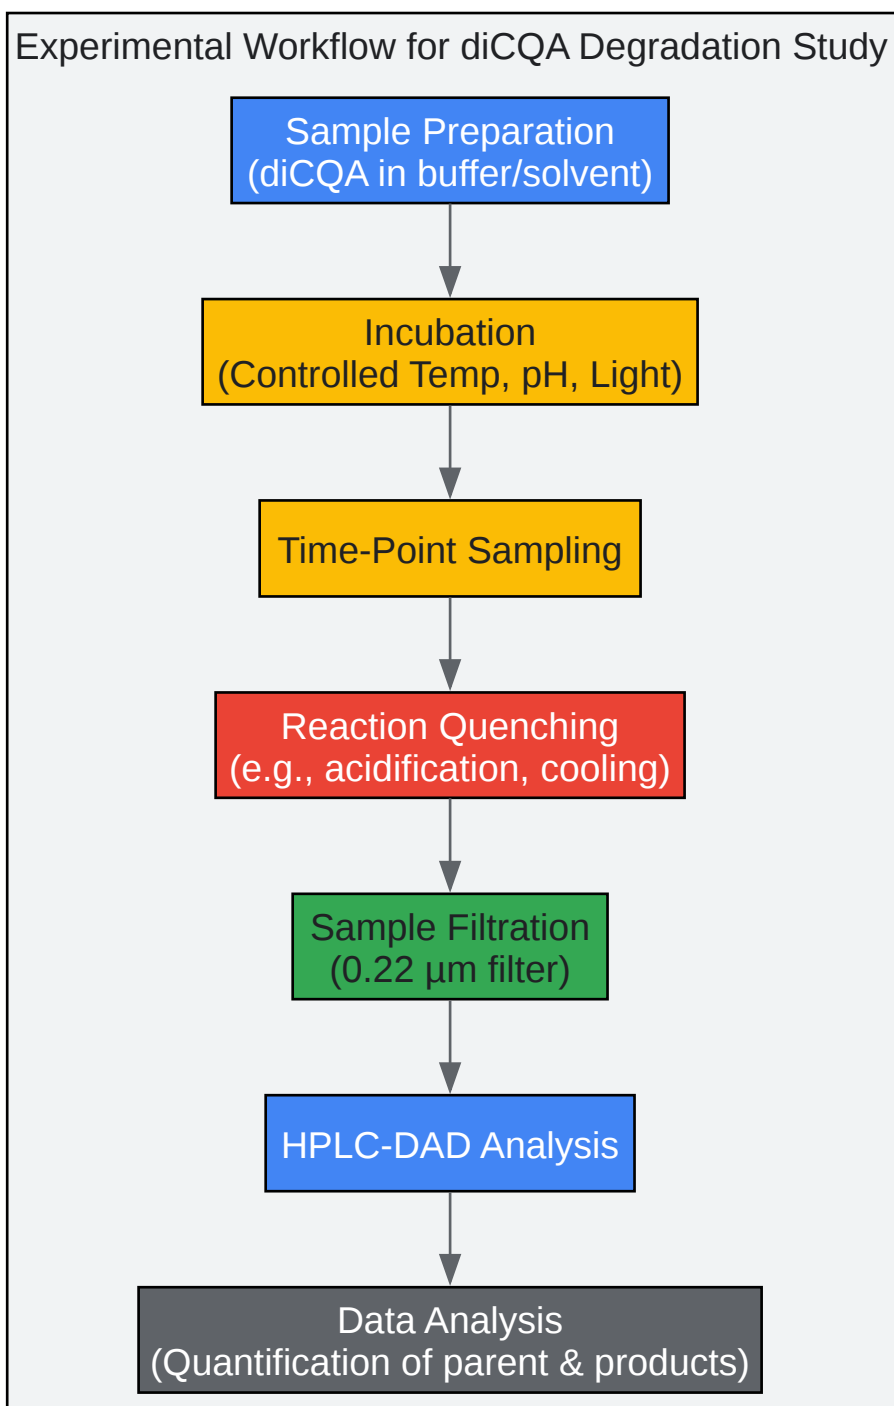 Experimental Workflow for diCQA Degradation Study
Sample Preparation
(diCQA in buffer/solvent)
Incubation
(Controlled Temp, pH, Light)
Time-Point Sampling
Reaction Quenching
(e.g., acidification, cooling)
Sample Filtration
(0.22 µm filter)
HPLC-DAD Analysis
Data Analysis
(Quantification of parent & products)